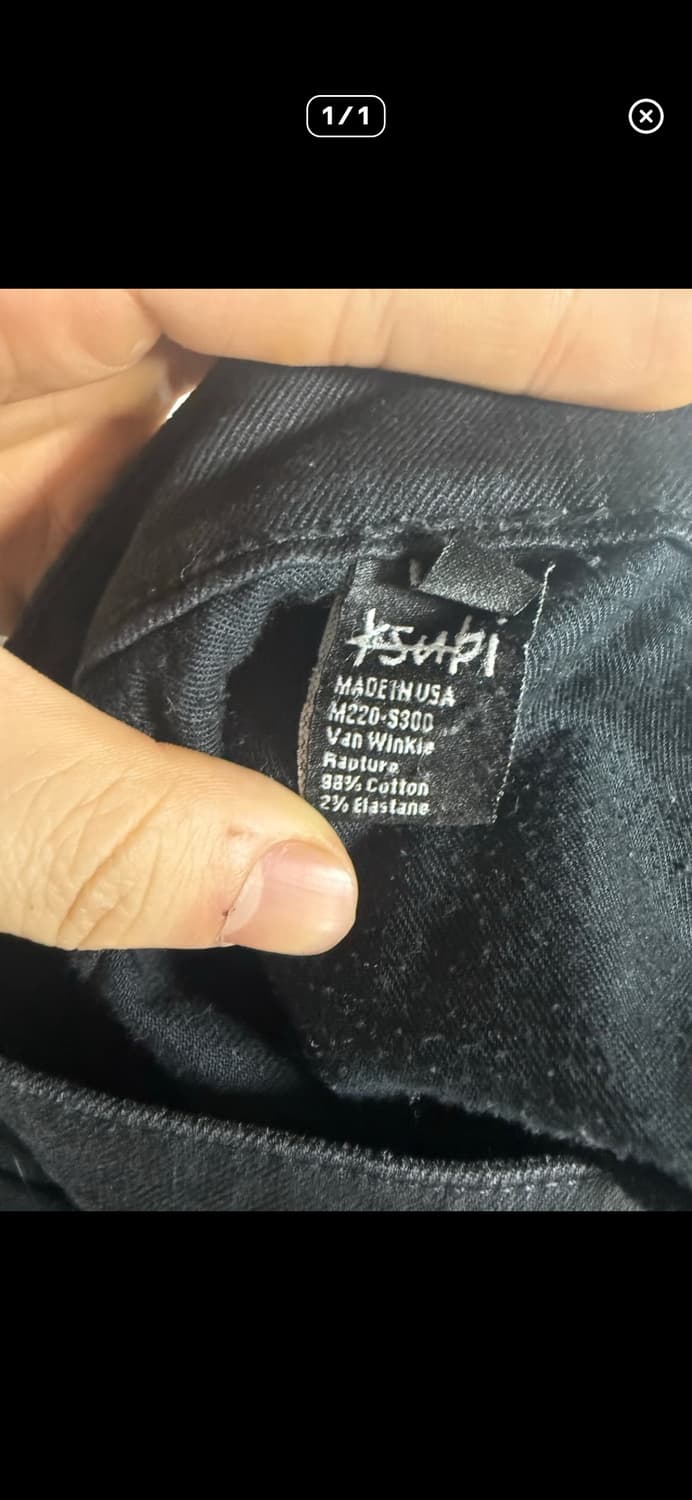 1/1
Ksubi
MADE IN USA
M220-S300
Van Winkle
Rapture
98% Cotton
2% Elastane